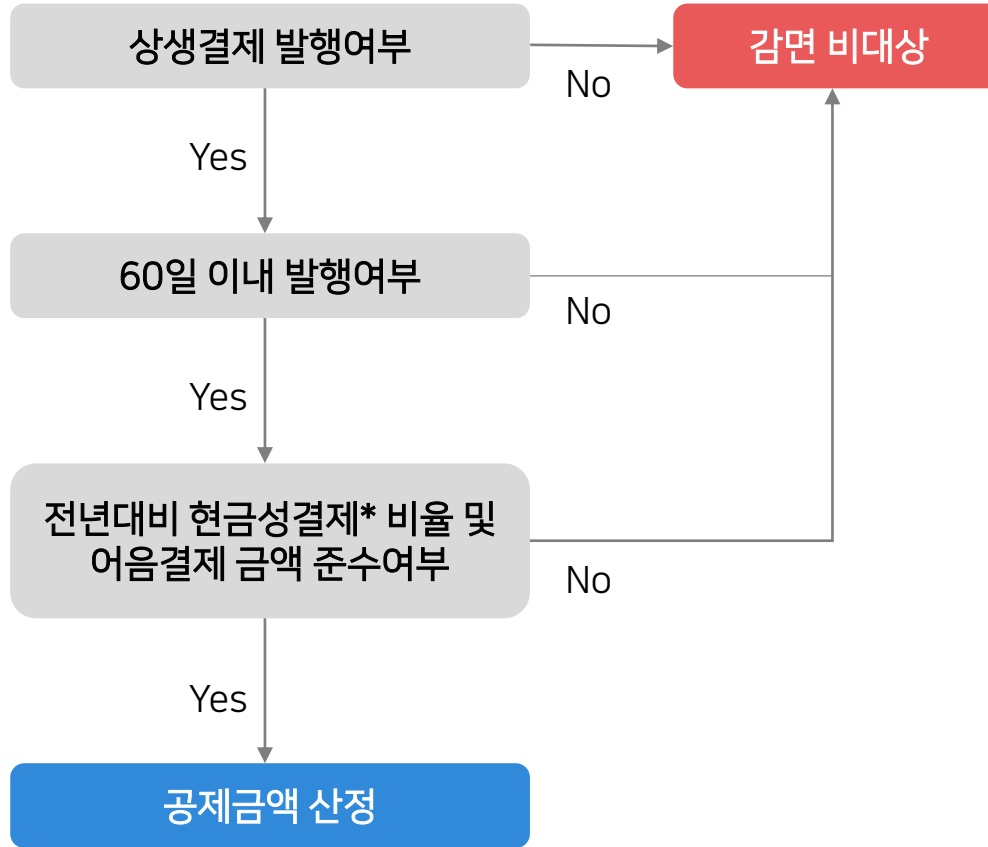 상생결제 발행여부
감면 비대상
No
Yes
60일 이내 발행여부
No
Yes
전년대비 현금성결제* 비율 및
어음결제 금액 준수여부
No
Yes
공제금액 산정